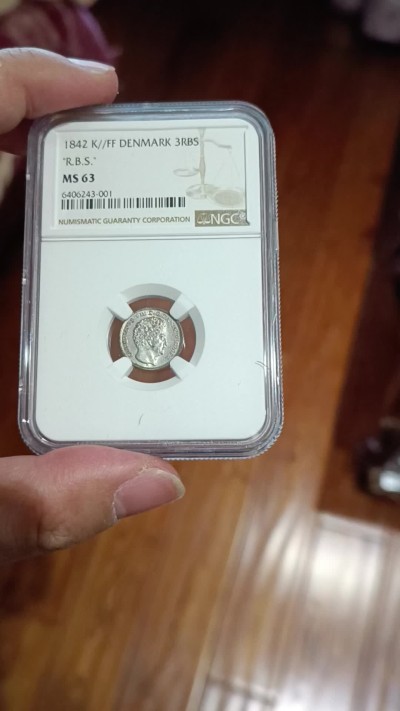 1842 K//FF DENMARK 3RBS
"R.B.S."
MS 63
6406243-001
NUMISMATIC GUARANTY CORPORATION NGC